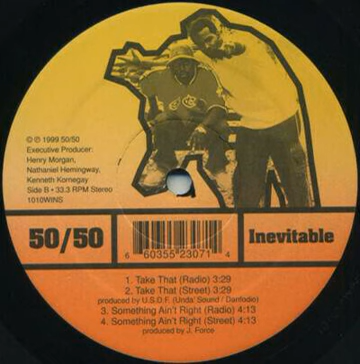 © ℗ 1999 50/50
Executive Producer:
Henry Morgan,
Nathaniel Hemingway,
Kenneth Kornegay
Side B • 33.3 RPM Stereo
1010WINS
50/50
Inevitable
6 60355 23071 4
1. Take That (Radio) 3:29
2. Take That (Street) 3:29
produced by U.S.D.F. (Unda' Sound / Danfodio)
3. Something Ain't Right (Radio) 4:13
4. Something Ain't Right (Street) 4:13
produced by J. Force